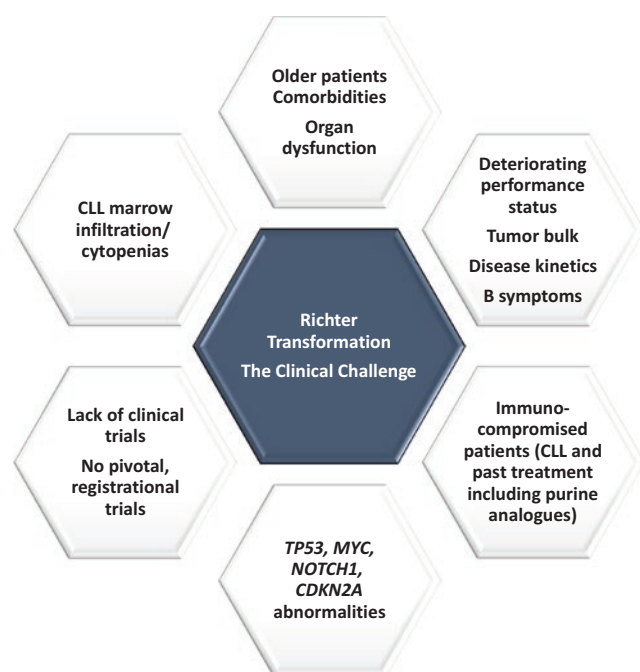 Older patients
Comorbidities
Organ
dysfunction
Deteriorating
performance
status
Tumor bulk
Disease kinetics
B symptoms
CLL marrow
infiltration/
cytopenias
Richter
Transformation
The Clinical Challenge
Lack of clinical
trials
No pivotal,
registrational
trials
Immuno-
compromised
patients (CLL and
past treatment
including purine
analogues)
TP53, MYC,
NOTCH1,
CDKN2A
abnormalities